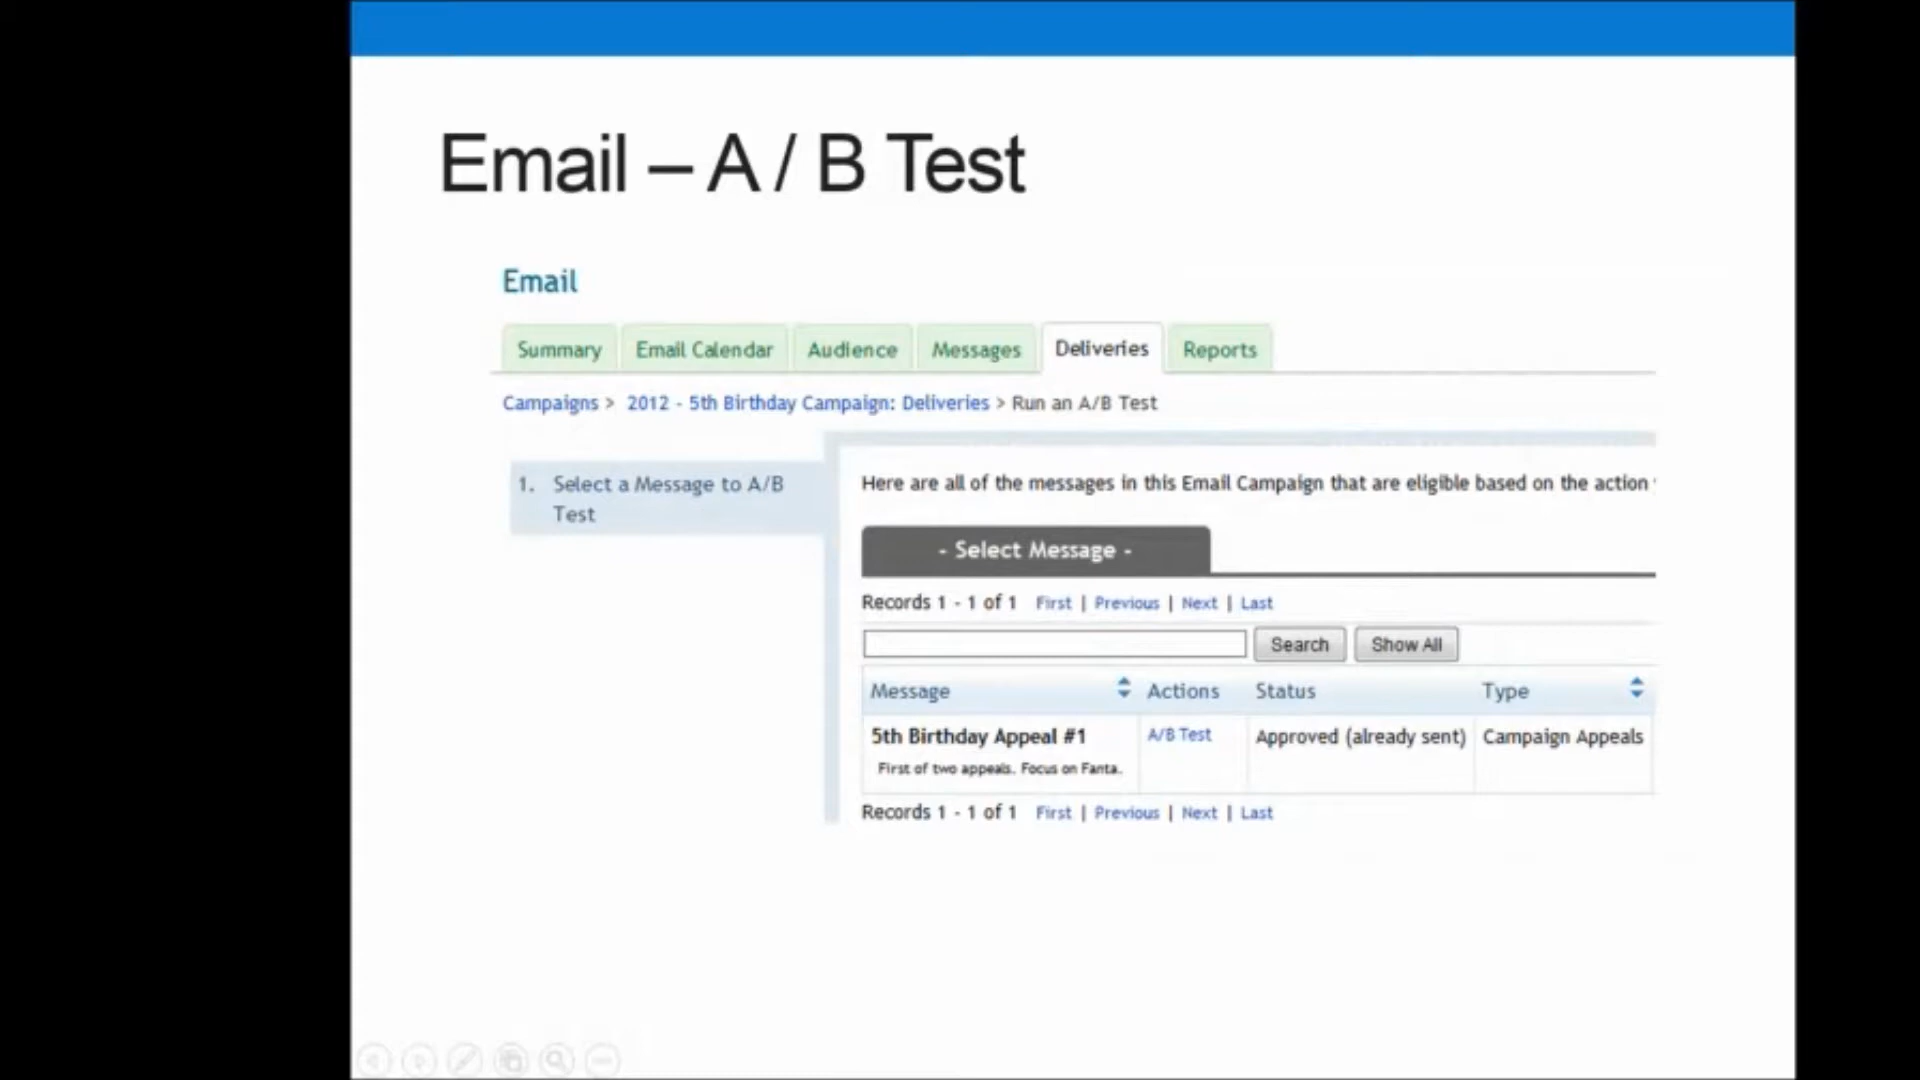 Email – A / B Test
Email
Summary Email Calendar Audience Messages Deliveries Reports
Campaigns > 2012 - 5th Birthday Campaign: Deliveries > Run an A/B Test
1. Select a Message to A/B
Test
Here are all of the messages in this Email Campaign that are eligible based on the action
- Select Message -
Records 1 - 1 of 1 First | Previous | Next | Last
Search Show All
Message Actions Status Type
5th Birthday Appeal #1 A/B Test Approved (already sent) Campaign Appeals
First of two appeals. Focus on Fanta.
Records 1 - 1 of 1 First | Previous | Next | Last